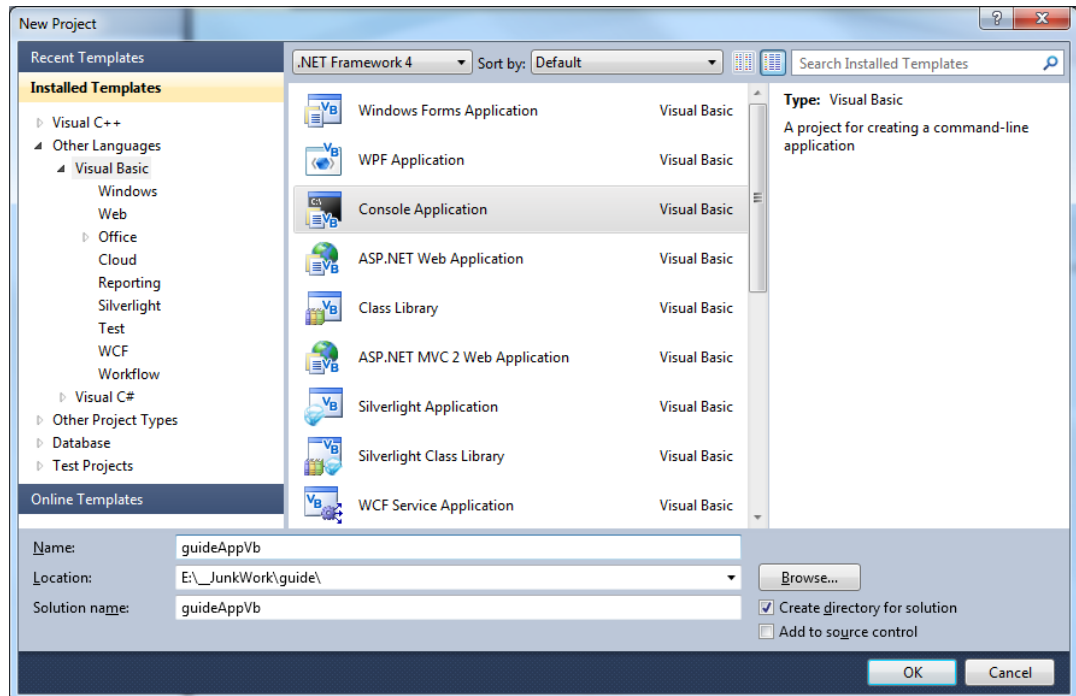 New Project
Recent Templates
Installed Templates
Visual C++
Other Languages
Visual Basic
Windows
Web
Office
Cloud
Reporting
Silverlight
Test
WCF
Workflow
Visual C#
Other Project Types
Database
Test Projects
Online Templates
.NET Framework 4 Sort by: Default
Search Installed Templates
Windows Forms Application Visual Basic
WPF Application Visual Basic
Console Application Visual Basic
ASP.NET Web Application Visual Basic
Class Library Visual Basic
ASP.NET MVC 2 Web Application Visual Basic
Silverlight Application Visual Basic
Silverlight Class Library Visual Basic
WCF Service Application Visual Basic
Type: Visual Basic
A project for creating a command-line
application
Name: guideAppVb
Location: E:\__JunkWork\guide\
Browse...
Solution name: guideAppVb
Create directory for solution
Add to source control
OK Cancel